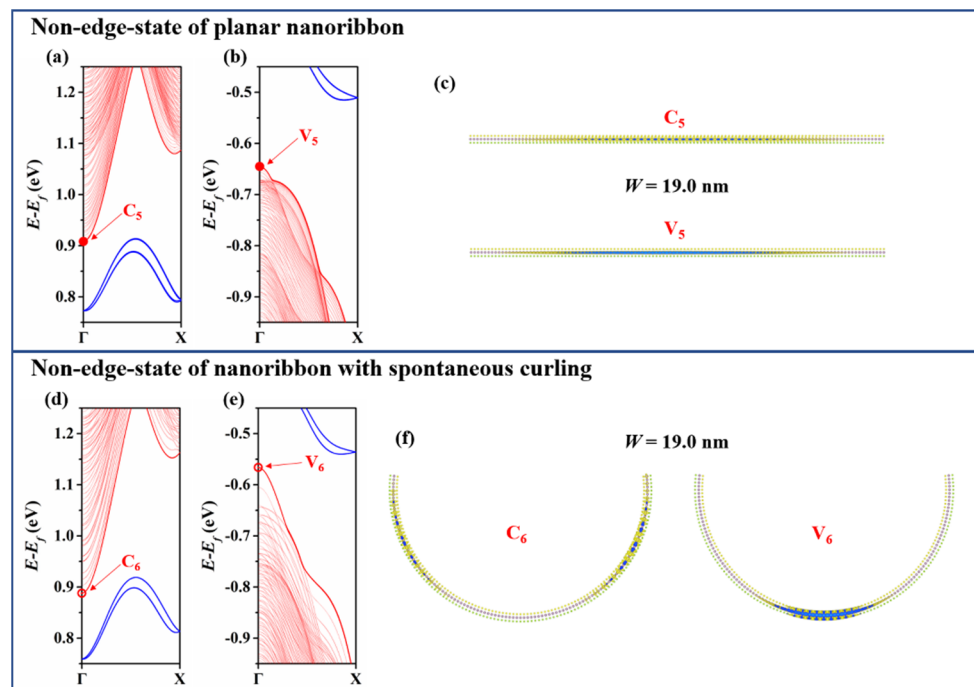 Non-edge-state of planar nanoribbon
(a)
(b)
(c)
1.2
1.1
1.0
0.9
0.8
E-Ef (eV)
C5
Γ
X
-0.5
-0.6
-0.7
-0.8
-0.9
E-Ef (eV)
V5
Γ
X
C5
W = 19.0 nm
V5
Non-edge-state of nanoribbon with spontaneous curling
(d)
(e)
(f)
1.2
1.1
1.0
0.9
0.8
E-Ef (eV)
C6
Γ
X
-0.5
-0.6
-0.7
-0.8
-0.9
E-Ef (eV)
V6
Γ
X
W = 19.0 nm
C6
V6